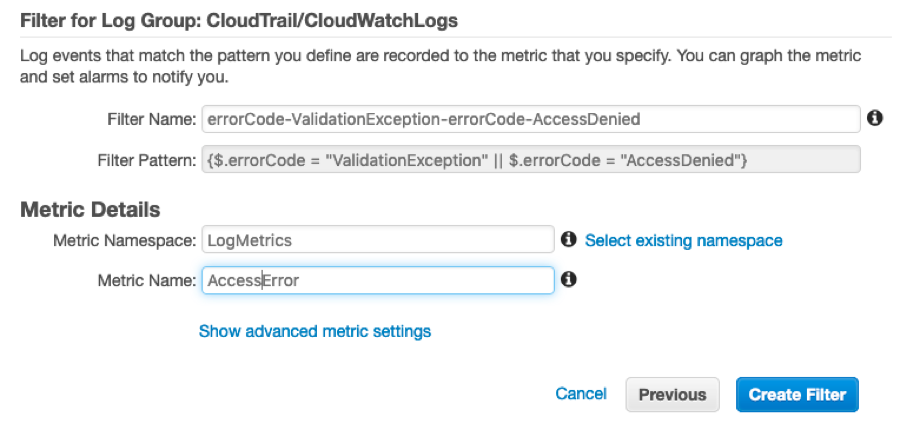 Filter for Log Group: CloudTrail/CloudWatchLogs
Log events that match the pattern you define are recorded to the metric that you specify. You can graph the metric
and set alarms to notify you.
Filter Name: errorCode-ValidationException-errorCode-AccessDenied
Filter Pattern: {$.errorCode = "ValidationException" || $.errorCode = "AccessDenied"}
Metric Details
Metric Namespace: LogMetrics Select existing namespace
Metric Name: AccessError
Show advanced metric settings
Cancel Previous Create Filter